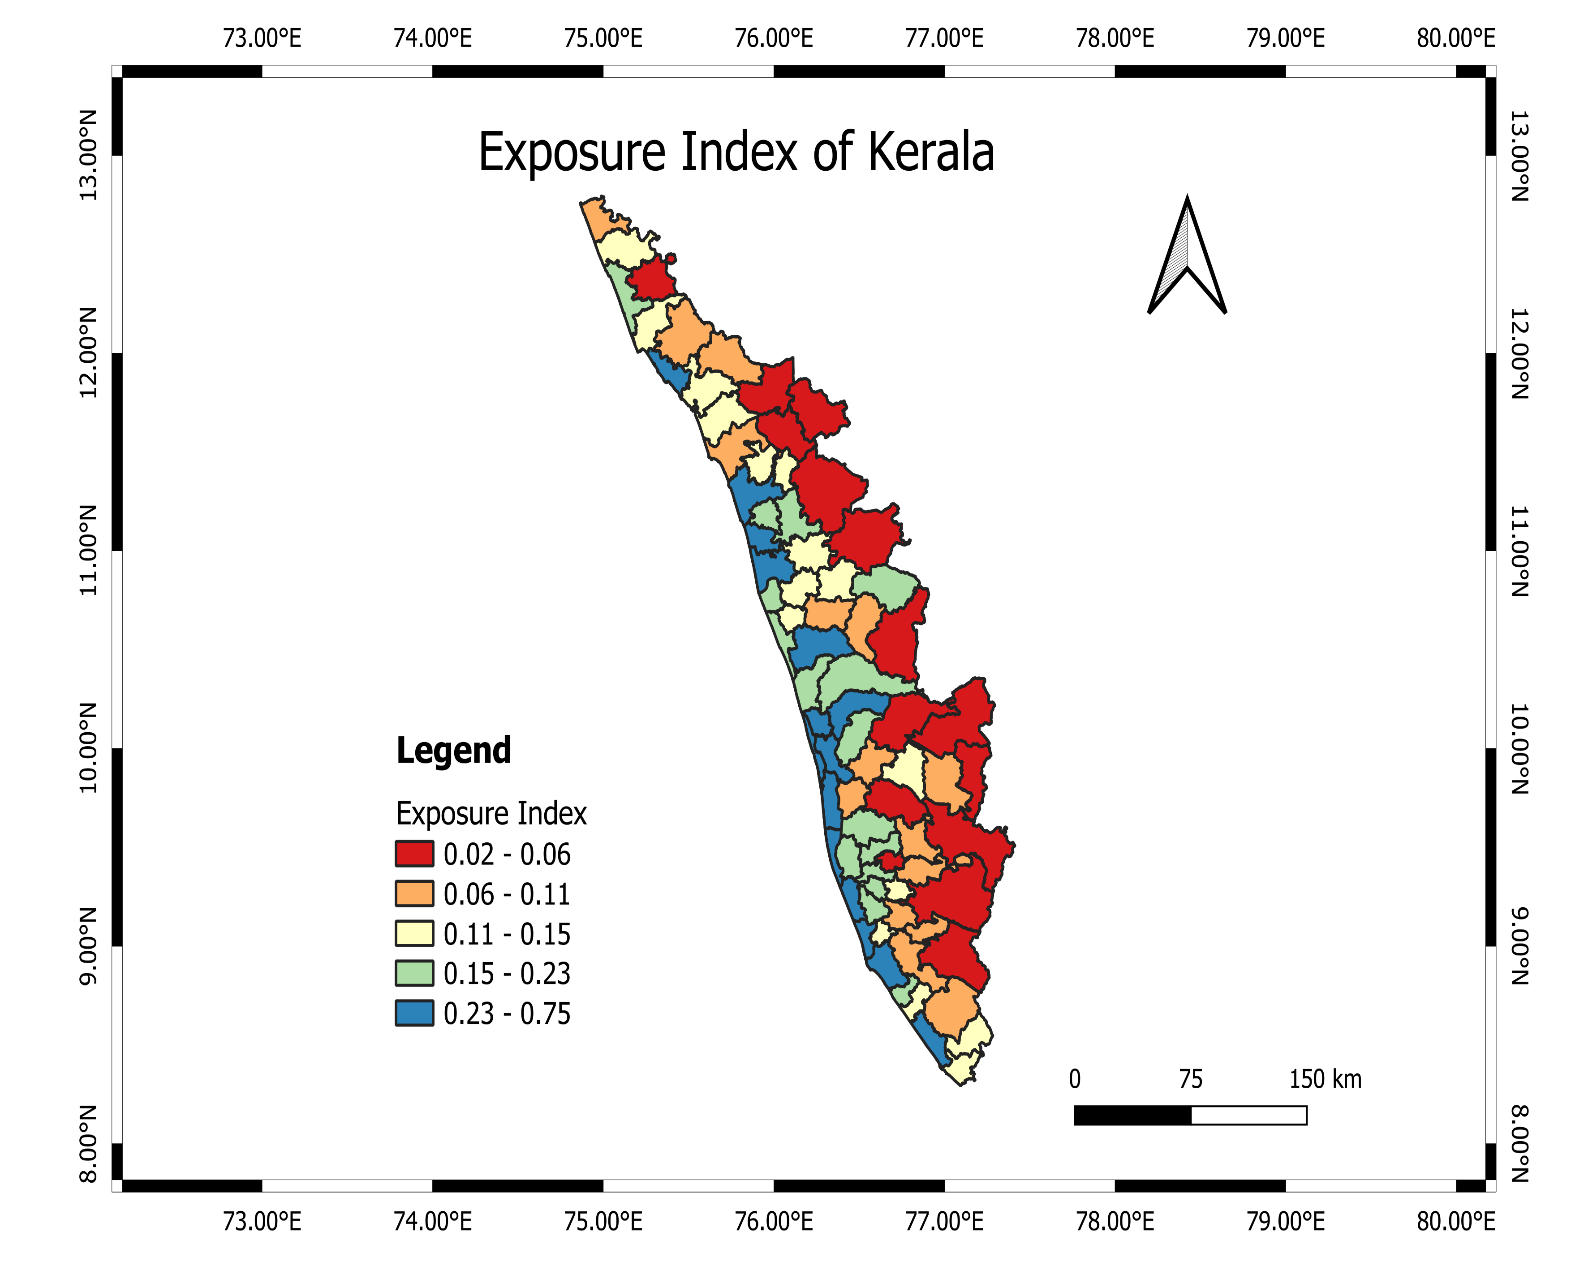 73.00°E 74.00°E 75.00°E 76.00°E 77.00°E 78.00°E 79.00°E 80.00°E
Exposure Index of Kerala
13.00°N
12.00°N
11.00°N
10.00°N
9.00°N
8.00°N
13.00°N
12.00°N
11.00°N
10.00°N
9.00°N
8.00°N
Legend
Exposure Index
0.02 - 0.06
0.06 - 0.11
0.11 - 0.15
0.15 - 0.23
0.23 - 0.75
0 75 150 km
73.00°E 74.00°E 75.00°E 76.00°E 77.00°E 78.00°E 79.00°E 80.00°E